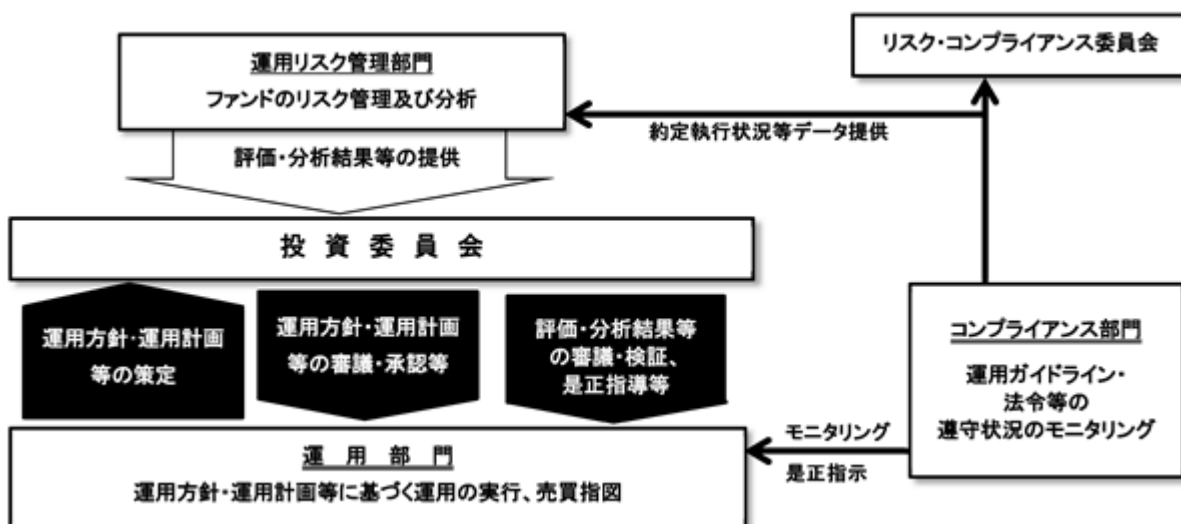 運用リスク管理部門
ファンドのリスク管理及び分析
リスク・コンプライアンス委員会
約定執行状況等データ提供
評価・分析結果等の提供
投資委員会
運用方針・運用計画
等の策定
運用方針・運用計画
等の審議・承認等
評価・分析結果等
の審議・検証、
是正指導等
コンプライアンス部門
運用ガイドライン・
法令等の
遵守状況のモニタリング
モニタリング
是正指示
運用部門
運用方針・運用計画等に基づく運用の実行、売買指図